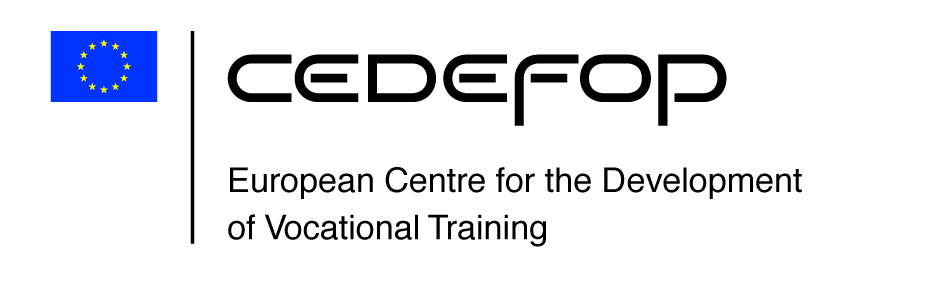 CEDEFOP
European Centre for the Development
of Vocational Training